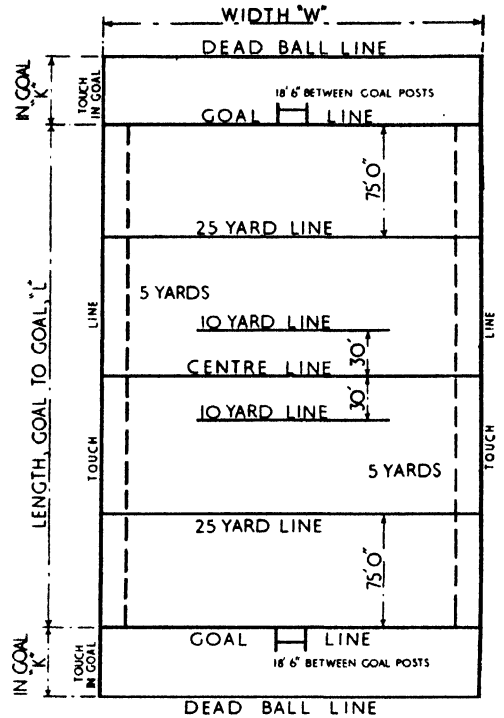 WIDTH "W"
DEAD BALL LINE
IN GOAL
"K"
TOUCH
IN GOAL
18' 6" BETWEEN GOAL POSTS
GOAL LINE
75' 0"
25 YARD LINE
5 YARDS
LINE
LINE
10 YARD LINE
30'
CENTRE LINE
30'
10 YARD LINE
LENGTH, GOAL TO GOAL, "L"
TOUCH
TOUCH
5 YARDS
25 YARD LINE
75' 0"
GOAL LINE
18' 6" BETWEEN GOAL POSTS
IN GOAL
"K"
TOUCH
IN GOAL
DEAD BALL LINE